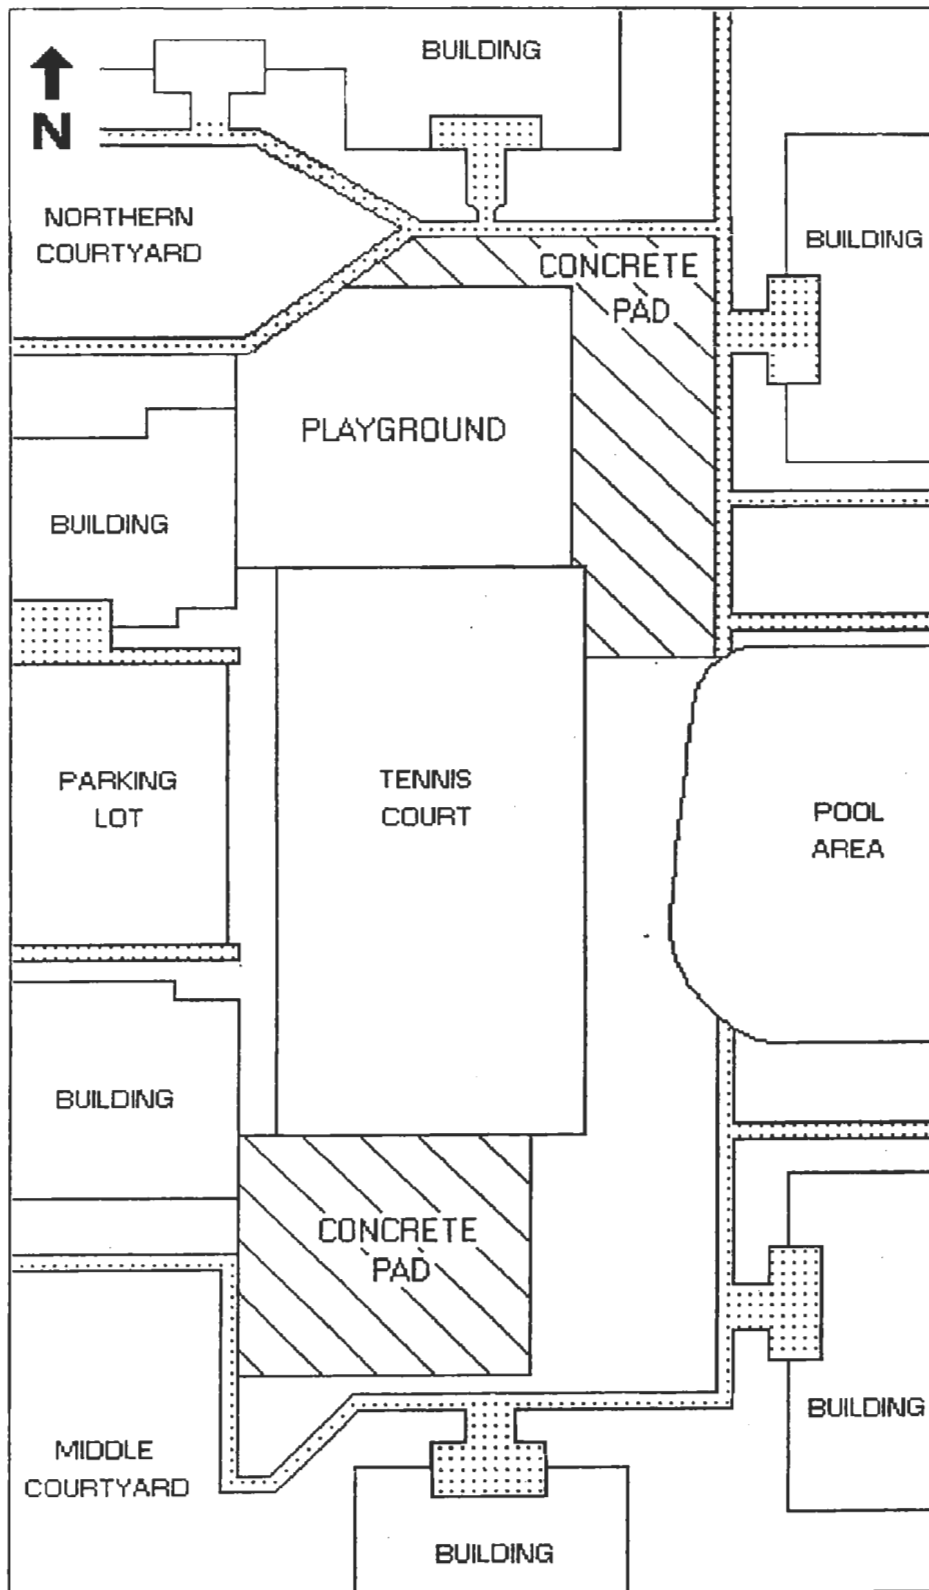 BUILDING
N
NORTHERN
COURTYARD
BUILDING
CONCRETE
PAD
PLAYGROUND
BUILDING
PARKING
LOT
TENNIS
COURT
POOL
AREA
BUILDING
CONCRETE
PAD
BUILDING
MIDDLE
COURTYARD
BUILDING